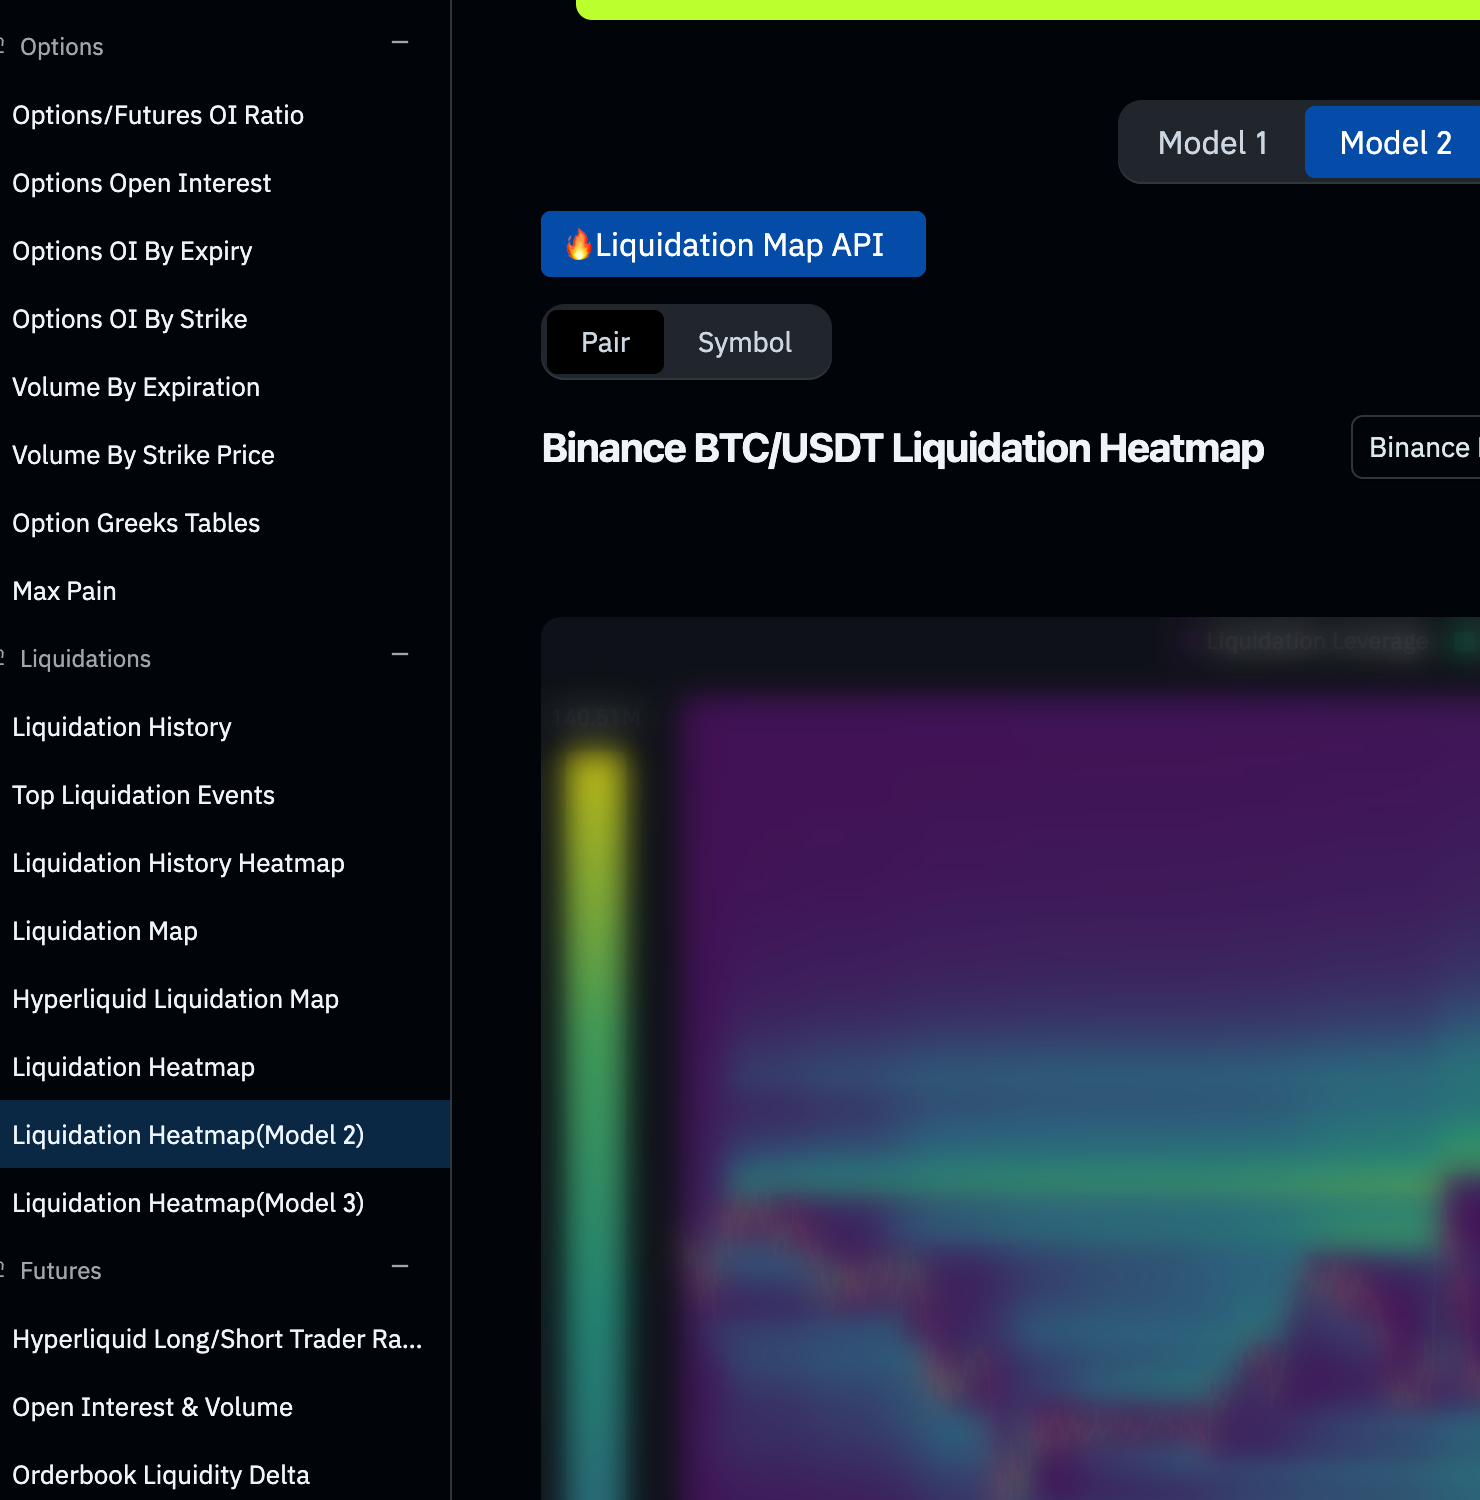 Options
Options/Futures OI Ratio
Options Open Interest
Options OI By Expiry
Options OI By Strike
Volume By Expiration
Volume By Strike Price
Option Greeks Tables
Max Pain
Liquidations
Liquidation History
Top Liquidation Events
Liquidation History Heatmap
Liquidation Map
Hyperliquid Liquidation Map
Liquidation Heatmap
Liquidation Heatmap(Model 2)
Liquidation Heatmap(Model 3)
Futures
Hyperliquid Long/Short Trader Ra...
Open Interest & Volume
Orderbook Liquidity Delta
Model 1 Model 2
🔥Liquidation Map API
Pair Symbol
Binance BTC/USDT Liquidation Heatmap
Binance
Liquidation Leverage
140.51M